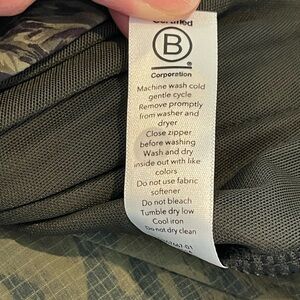 Certified
B
Corporation
Machine wash cold
gentle cycle
Remove promptly
from washer and
dryer
Close zipper
before washing
Wash and dry
inside out with like
colors
Do not use fabric
softener
Do not bleach
Tumble dry low
Cool iron
Do not dry clean